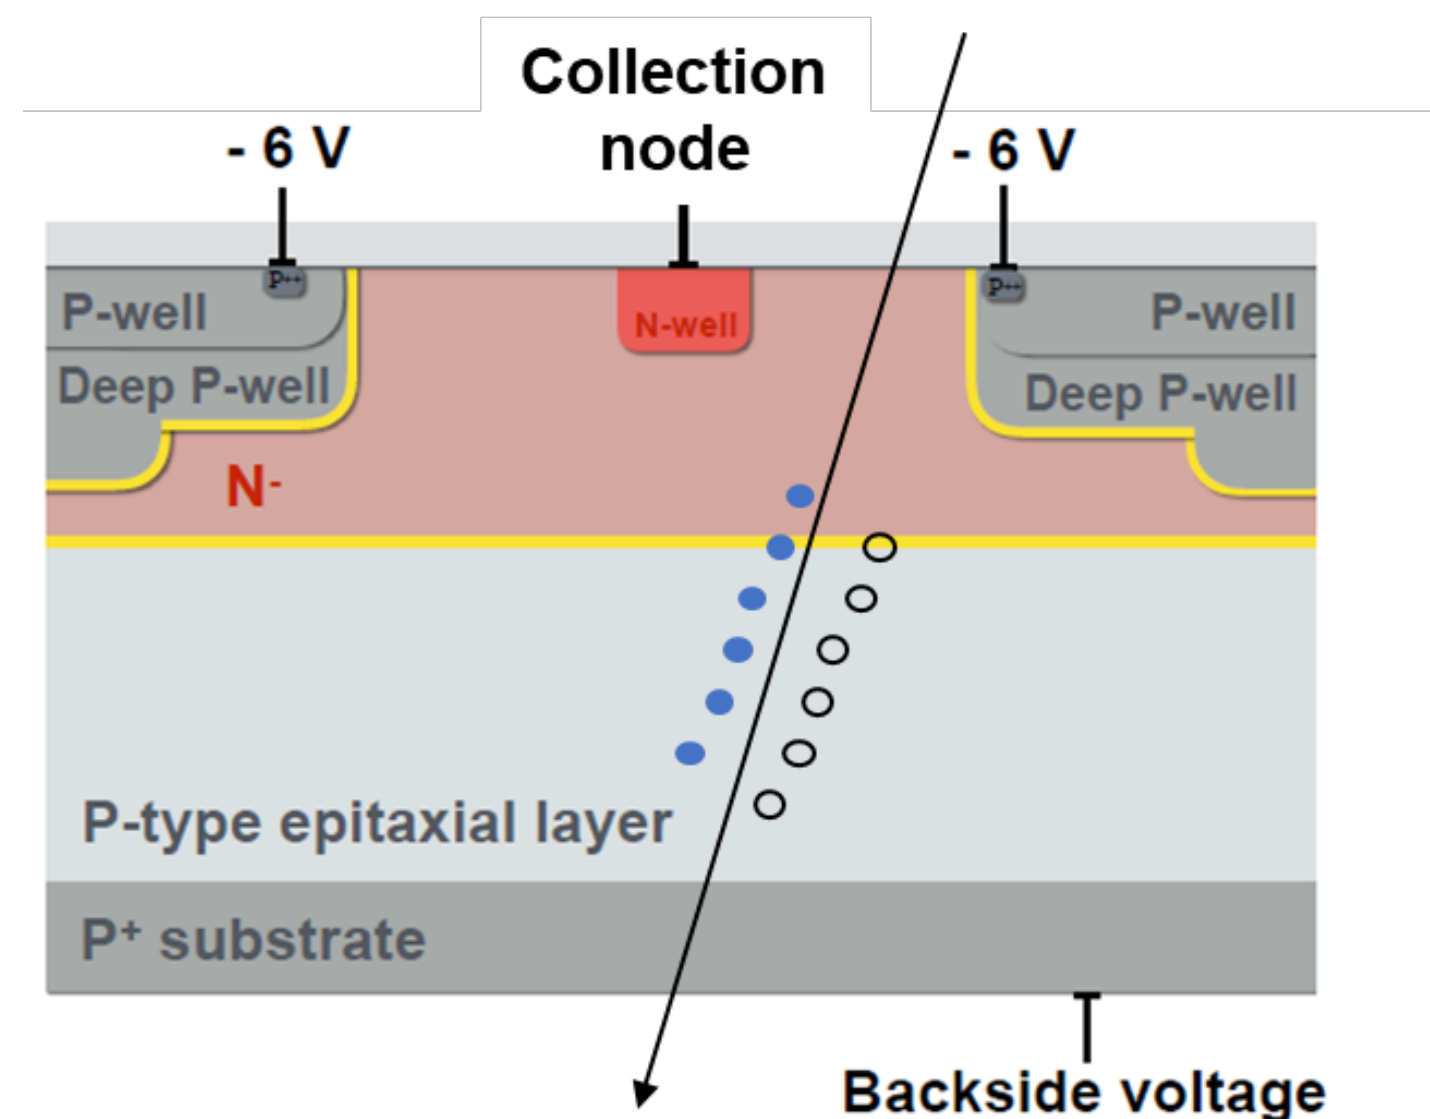 Collection
node
- 6 V
- 6 V
P++
P++
P-well
N-well
P-well
Deep P-well
Deep P-well
N-
P-type epitaxial layer
P+ substrate
Backside voltage